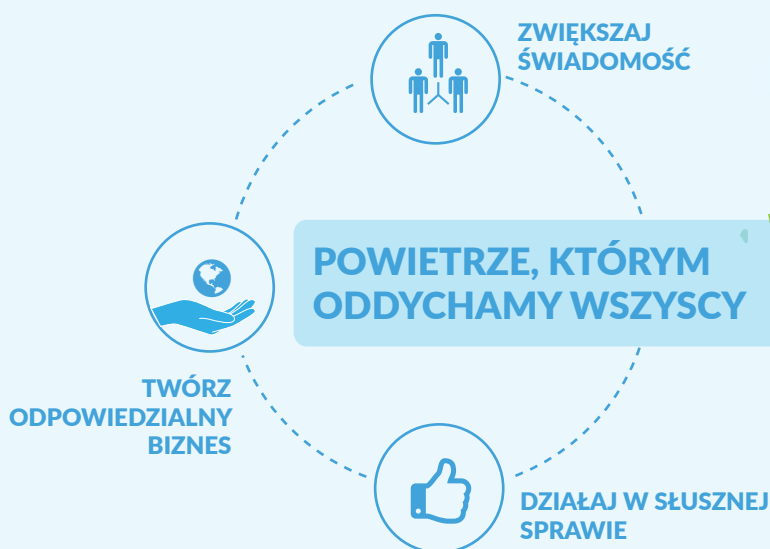 ZWIĘKSZAJ
ŚWIADOMOŚĆ
POWIETRZE, KTÓRYM
ODDYCHAMY WSZYSCY
TWÓRZ
ODPOWIEDZIALNY
BIZNES
DZIAŁAJ W SŁUSZNEJ
SPRAWIE